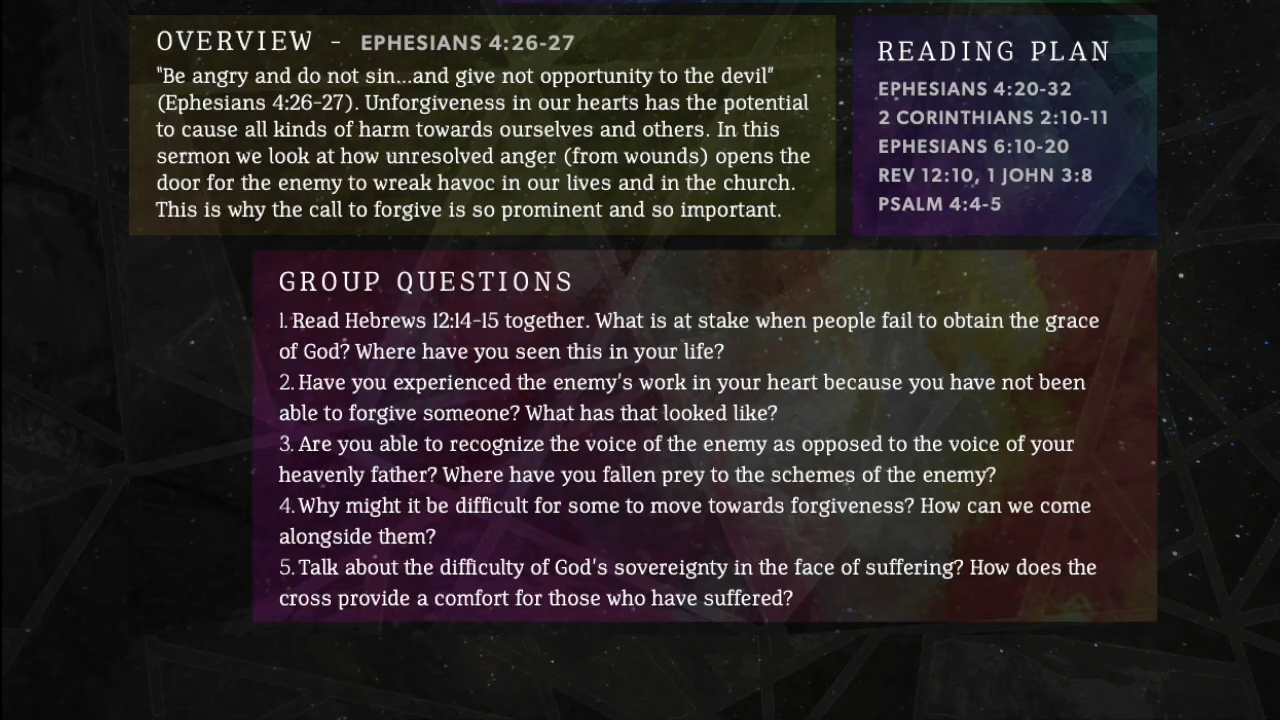 OVERVIEW - EPHESIANS 4:26-27
"Be angry and do not sin...and give not opportunity to the devil"
(Ephesians 4:26-27). Unforgiveness in our hearts has the potential
to cause all kinds of harm towards ourselves and others. In this
sermon we look at how unresolved anger (from wounds) opens the
door for the enemy to wreak havoc in our lives and in the church.
This is why the call to forgive is so prominent and so important.
READING PLAN
EPHESIANS 4:20-32
2 CORINTHIANS 2:10-11
EPHESIANS 6:10-20
REV 12:10, 1 JOHN 3:8
PSALM 4:4-5
GROUP QUESTIONS
1. Read Hebrews 12:14-15 together. What is at stake when people fail to obtain the grace
of God? Where have you seen this in your life?
2. Have you experienced the enemy's work in your heart because you have not been
able to forgive someone? What has that looked like?
3. Are you able to recognize the voice of the enemy as opposed to the voice of your
heavenly father? Where have you fallen prey to the schemes of the enemy?
4. Why might it be difficult for some to move towards forgiveness? How can we come
alongside them?
5. Talk about the difficulty of God's sovereignty in the face of suffering? How does the
cross provide a comfort for those who have suffered?